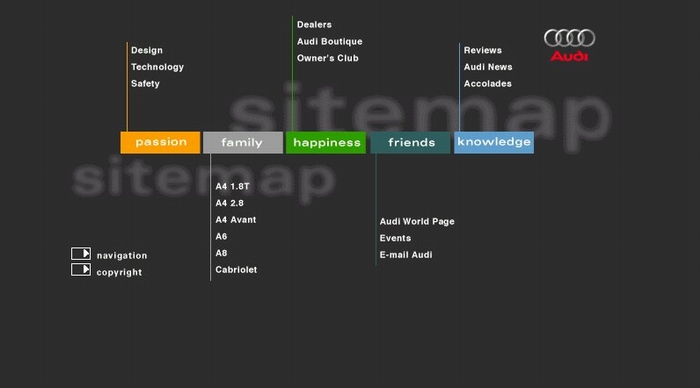 Dealers
Audi Boutique
Owner's Club
Design
Technology
Safety
Reviews
Audi News
Accolades
Audi
sitemap
passion
family
happiness
friends
knowledge
sitemap
A4 1.8T
A4 2.8
A4 Avant
A6
A8
Cabriolet
Audi World Page
Events
E-mail Audi
navigation
copyright